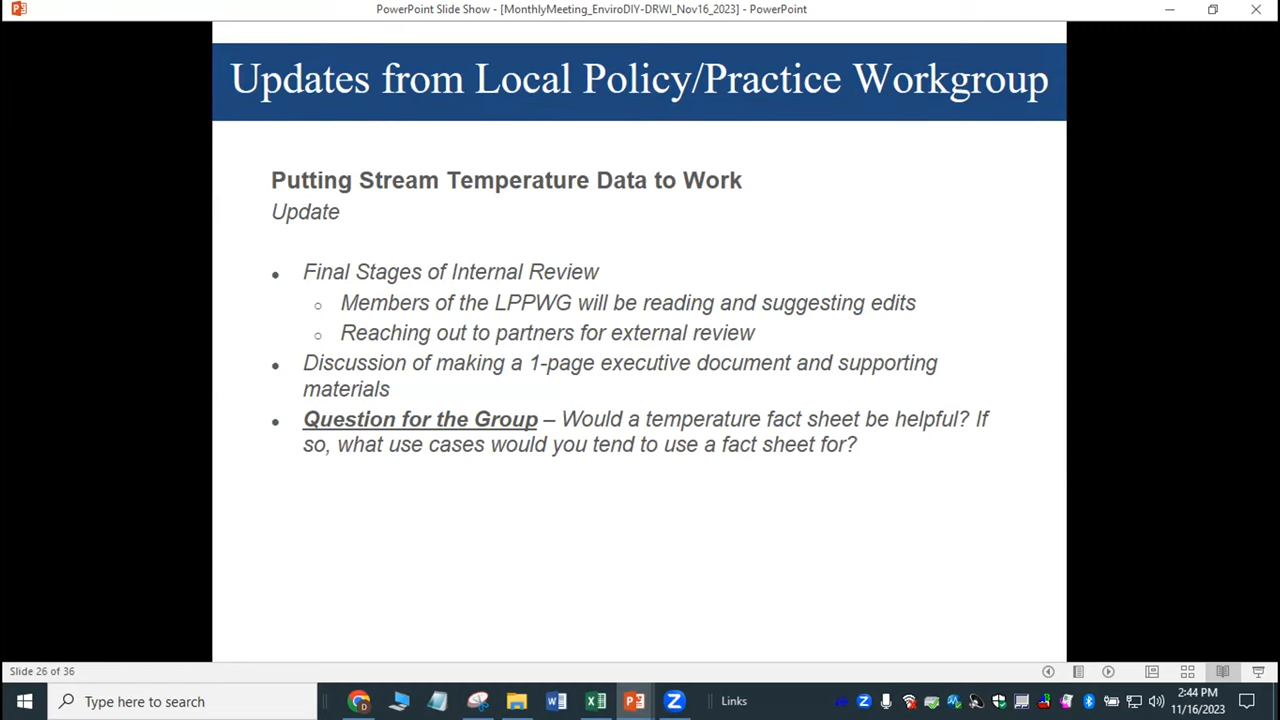 PowerPoint Slide Show - [MonthlyMeeting_EnviroDIY-DRWI_Nov16_2023] - PowerPoint
Updates from Local Policy/Practice Workgroup
Putting Stream Temperature Data to Work
Update
Final Stages of Internal Review
Members of the LPPWG will be reading and suggesting edits
Reaching out to partners for external review
Discussion of making a 1-page executive document and supporting
materials
Question for the Group – Would a temperature fact sheet be helpful? If
so, what use cases would you tend to use a fact sheet for?
Slide 26 of 36
Type here to search
Links
2:44 PM
11/16/2023